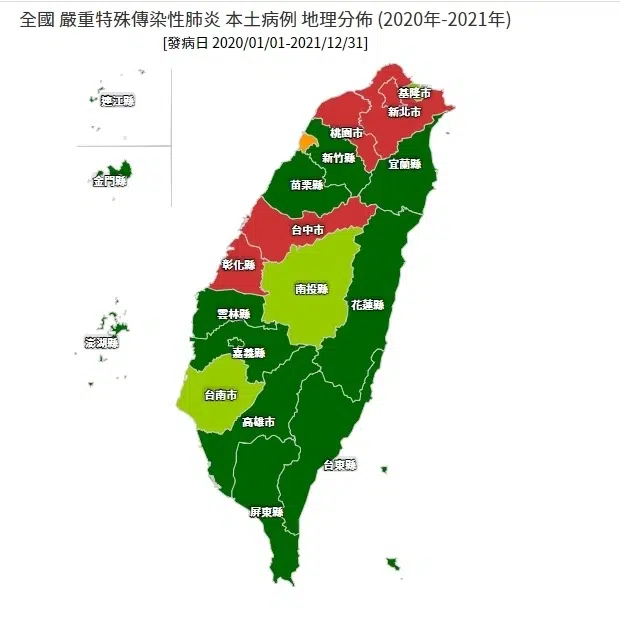 全國 嚴重特殊傳染性肺炎 本土病例 地理分佈 (2020年-2021年)
[發病日 2020/01/01-2021/12/31]
連江縣
基隆市
新北市
桃園市
新竹縣
宜蘭縣
金門縣
苗栗縣
台中市
彰化縣
南投縣
花蓮縣
雲林縣
澎湖縣
嘉義縣
台南市
高雄市
台東縣
屏東縣